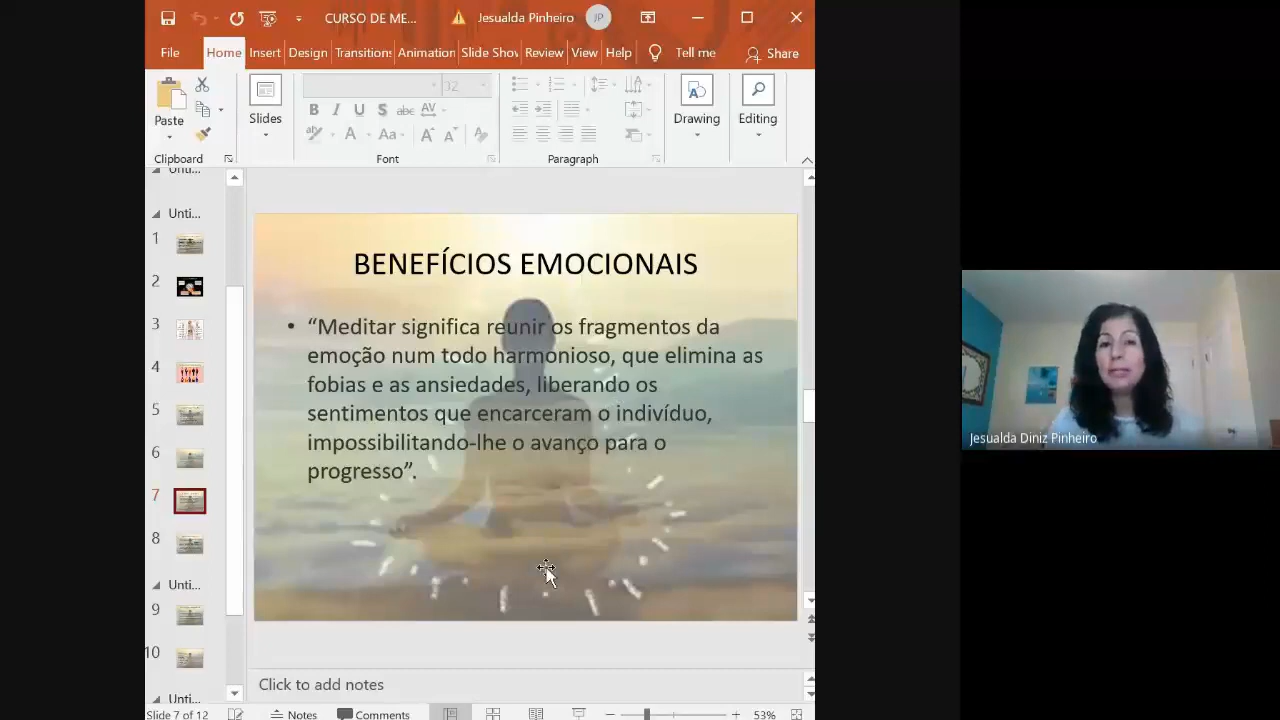 CURSO DE ME...
Jesualda Pinheiro
JP
File
Home
Insert
Design
Transitions
Animation
Slide Shov
Review
View
Help
Tell me
Share
Paste
Slides
Drawing
Editing
Clipboard
Font
Paragraph
Unti...
1
2
3
4
5
6
7
8
Unti...
9
10
Unti...
BENEFÍCIOS EMOCIONAIS
• “Meditar significa reunir os fragmentos da
emoção num todo harmonioso, que elimina as
fobias e as ansiedades, liberando os
sentimentos que encarceram o indivíduo,
impossibilitando-lhe o avanço para o
progresso”.
Jesualda Diniz Pinheiro
Click to add notes
Slide 7 of 12
Notes
Comments
53%